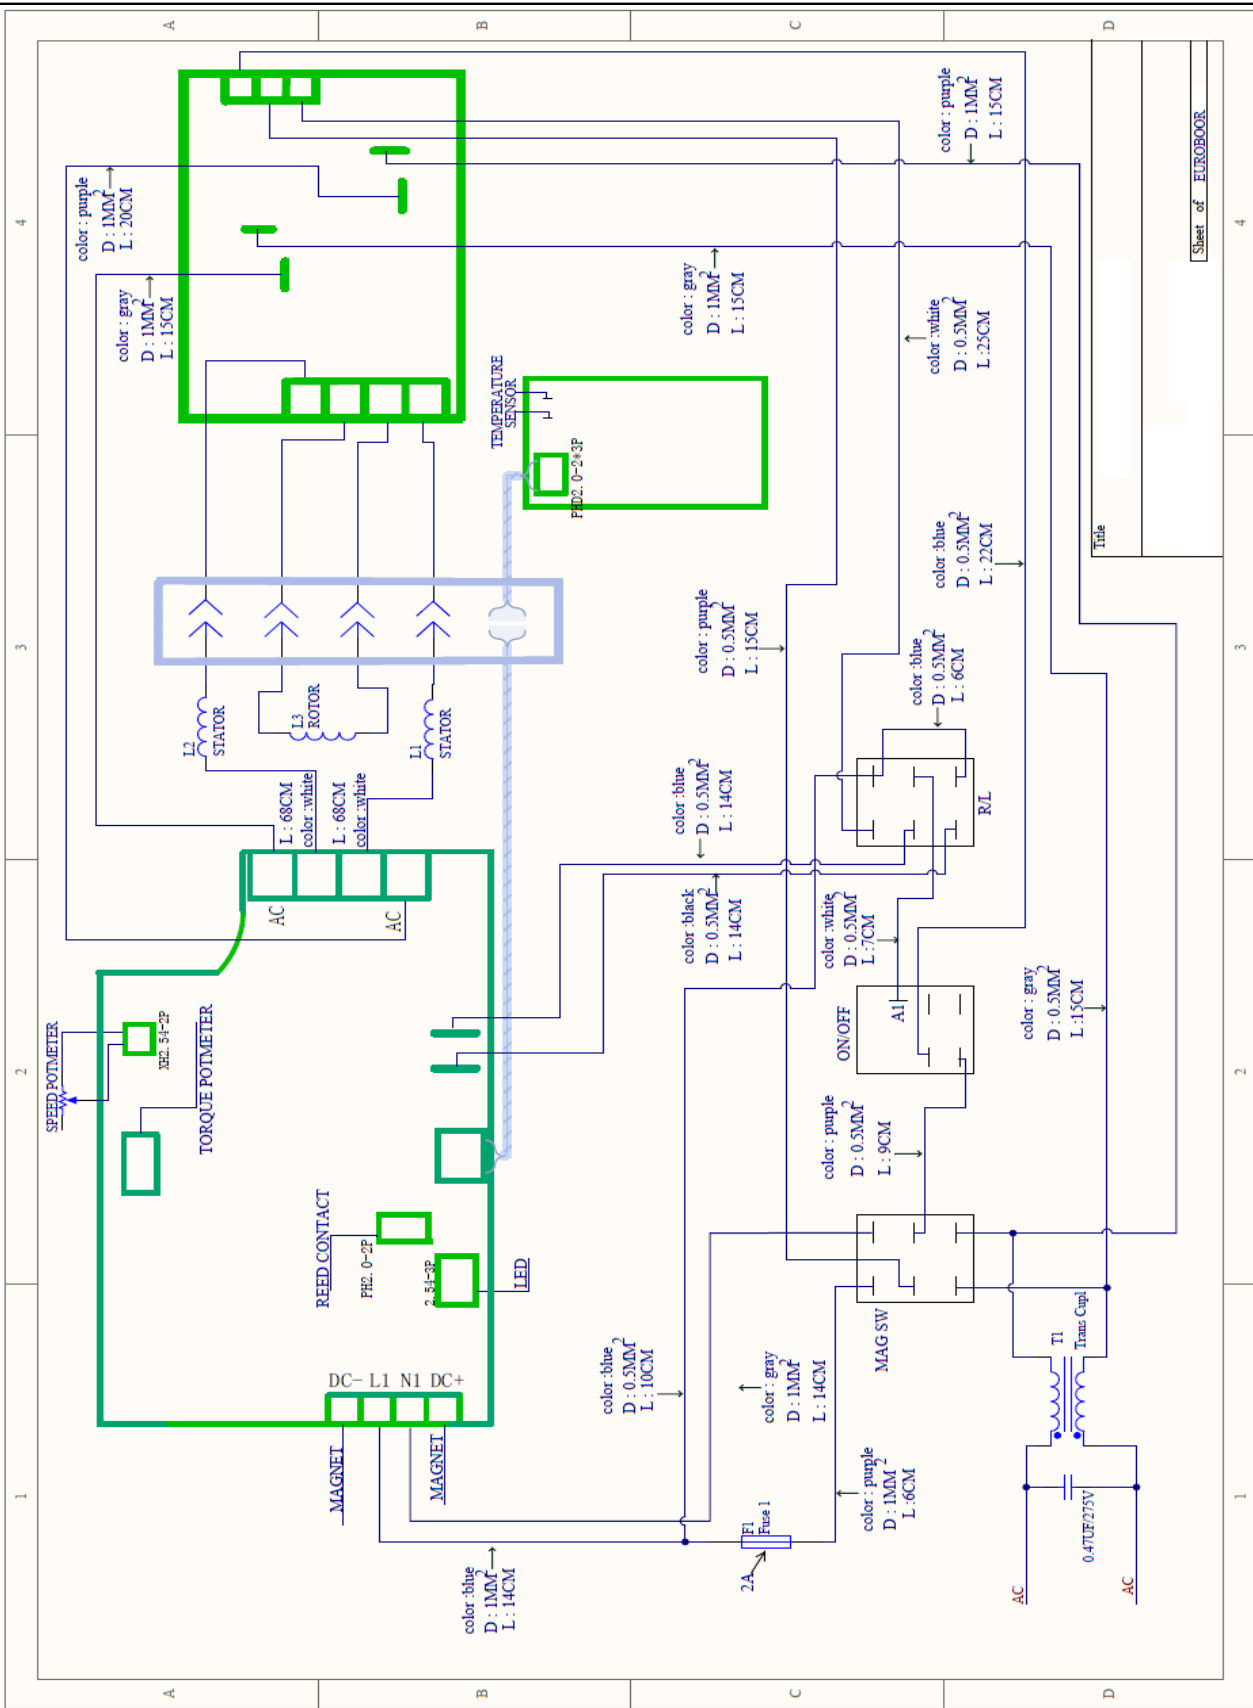 A
B
C
D
4
3
2
1
4
3
2
1
A
B
C
D
color : purple
D : 1MM2
L : 20CM
color : gray
D : 1MM2
L : 15CM
color : purple
D : 1MM2
L : 15CM
color : gray
D : 1MM2
L : 15CM
color :white
D : 0.5MM2
L :25CM
Sheet of EUROBOOR
Title
TEMPERATURE
SENSOR
PHD2.0-2*3P
color :blue
D : 0.5MM2
L : 22CM
color : purple
D : 0.5MM2
L : 15CM
color :blue
D : 0.5MM2
L : 6CM
L2
STATOR
L3
ROTOR
L1
STATOR
L : 68CM
color :white
L : 68CM
color :white
color :blue
D : 0.5MM2
L : 14CM
R/L
color :black
D : 0.5MM2
L : 14CM
color :white
D : 0.5MM2
L :7CM
AC
AC
A1
ON/OFF
color : gray
D : 0.5MM2
L :15CM
SPEED POTMETER
XH2.54-2P
TORQUE POTMETER
color : purple
D : 0.5MM2
L : 9CM
REED CONTACT
PH2.0-2P
2.54-3P
LED
MAG SW
T1
Trans Cupl
DC- L1 N1 DC+
color :blue
D : 0.5MM2
L : 10CM
color : gray
D : 1MM2
L : 14CM
MAGNET
MAGNET
color : purple
D : 1MM2
L :6CM
F1
Fuse 1
2A
0.47UF/275V
color :blue
D : 1MM2
L : 14CM
AC
AC